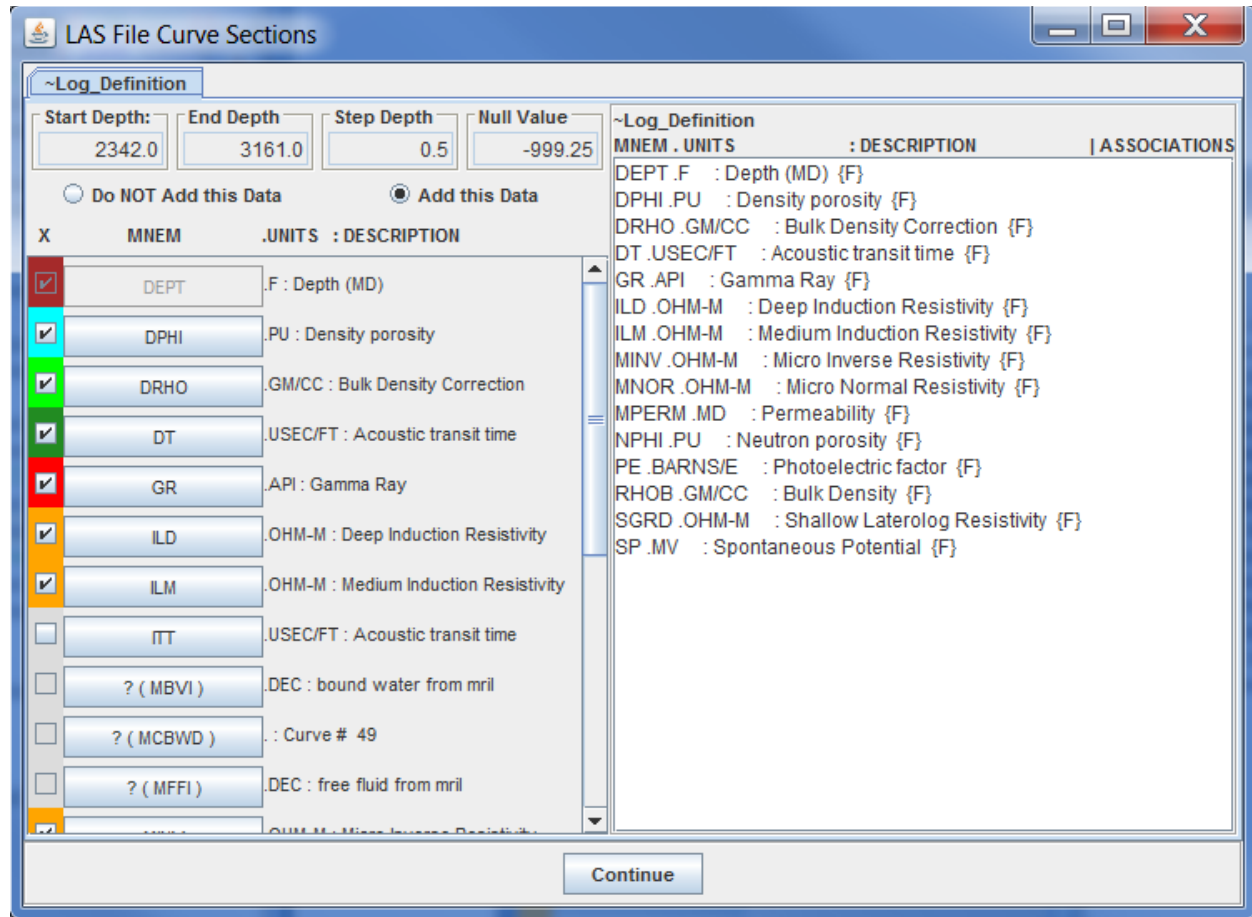 LAS File Curve Sections
~Log_Definition
Start Depth: End Depth Step Depth Null Value
2342.0 3161.0 0.5 -999.25
Do NOT Add this Data Add this Data
X MNEM .UNITS : DESCRIPTION
DEPT .F : Depth (MD)
DPHI .PU : Density porosity
DRHO .GM/CC : Bulk Density Correction
DT .USEC/FT : Acoustic transit time
GR .API : Gamma Ray
ILD .OHM-M : Deep Induction Resistivity
ILM .OHM-M : Medium Induction Resistivity
ITT .USEC/FT : Acoustic transit time
? ( MBVI ) .DEC : bound water from mril
? ( MCBWD ) . : Curve # 49
? ( MFFI ) .DEC : free fluid from mril
.OHM-M : Micro Inverse Resistivity
~Log_Definition
MNEM . UNITS : DESCRIPTION | ASSOCIATIONS
DEPT .F : Depth (MD) {F}
DPHI .PU : Density porosity {F}
DRHO .GM/CC : Bulk Density Correction {F}
DT .USEC/FT : Acoustic transit time {F}
GR .API : Gamma Ray {F}
ILD .OHM-M : Deep Induction Resistivity {F}
ILM .OHM-M : Medium Induction Resistivity {F}
MINV .OHM-M : Micro Inverse Resistivity {F}
MNOR .OHM-M : Micro Normal Resistivity {F}
MPERM .MD : Permeability {F}
NPHI .PU : Neutron porosity {F}
PE .BARNS/E : Photoelectric factor {F}
RHOB .GM/CC : Bulk Density {F}
SGRD .OHM-M : Shallow Laterolog Resistivity {F}
SP .MV : Spontaneous Potential {F}
Continue